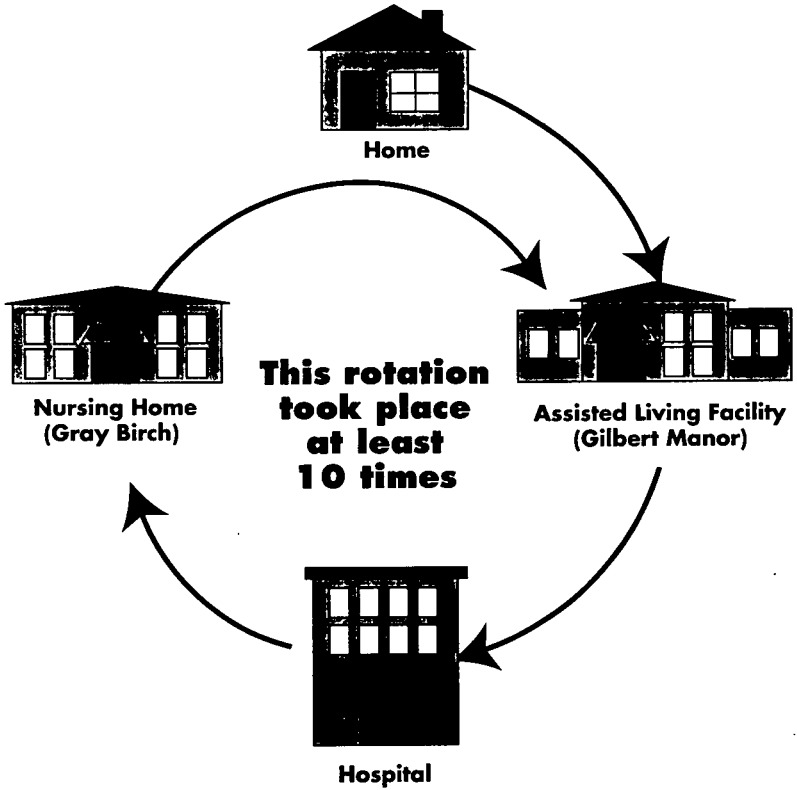 Home
This rotation
took place
at least
10 times
Nursing Home
(Gray Birch)
Assisted Living Facility
(Gilbert Manor)
Hospital